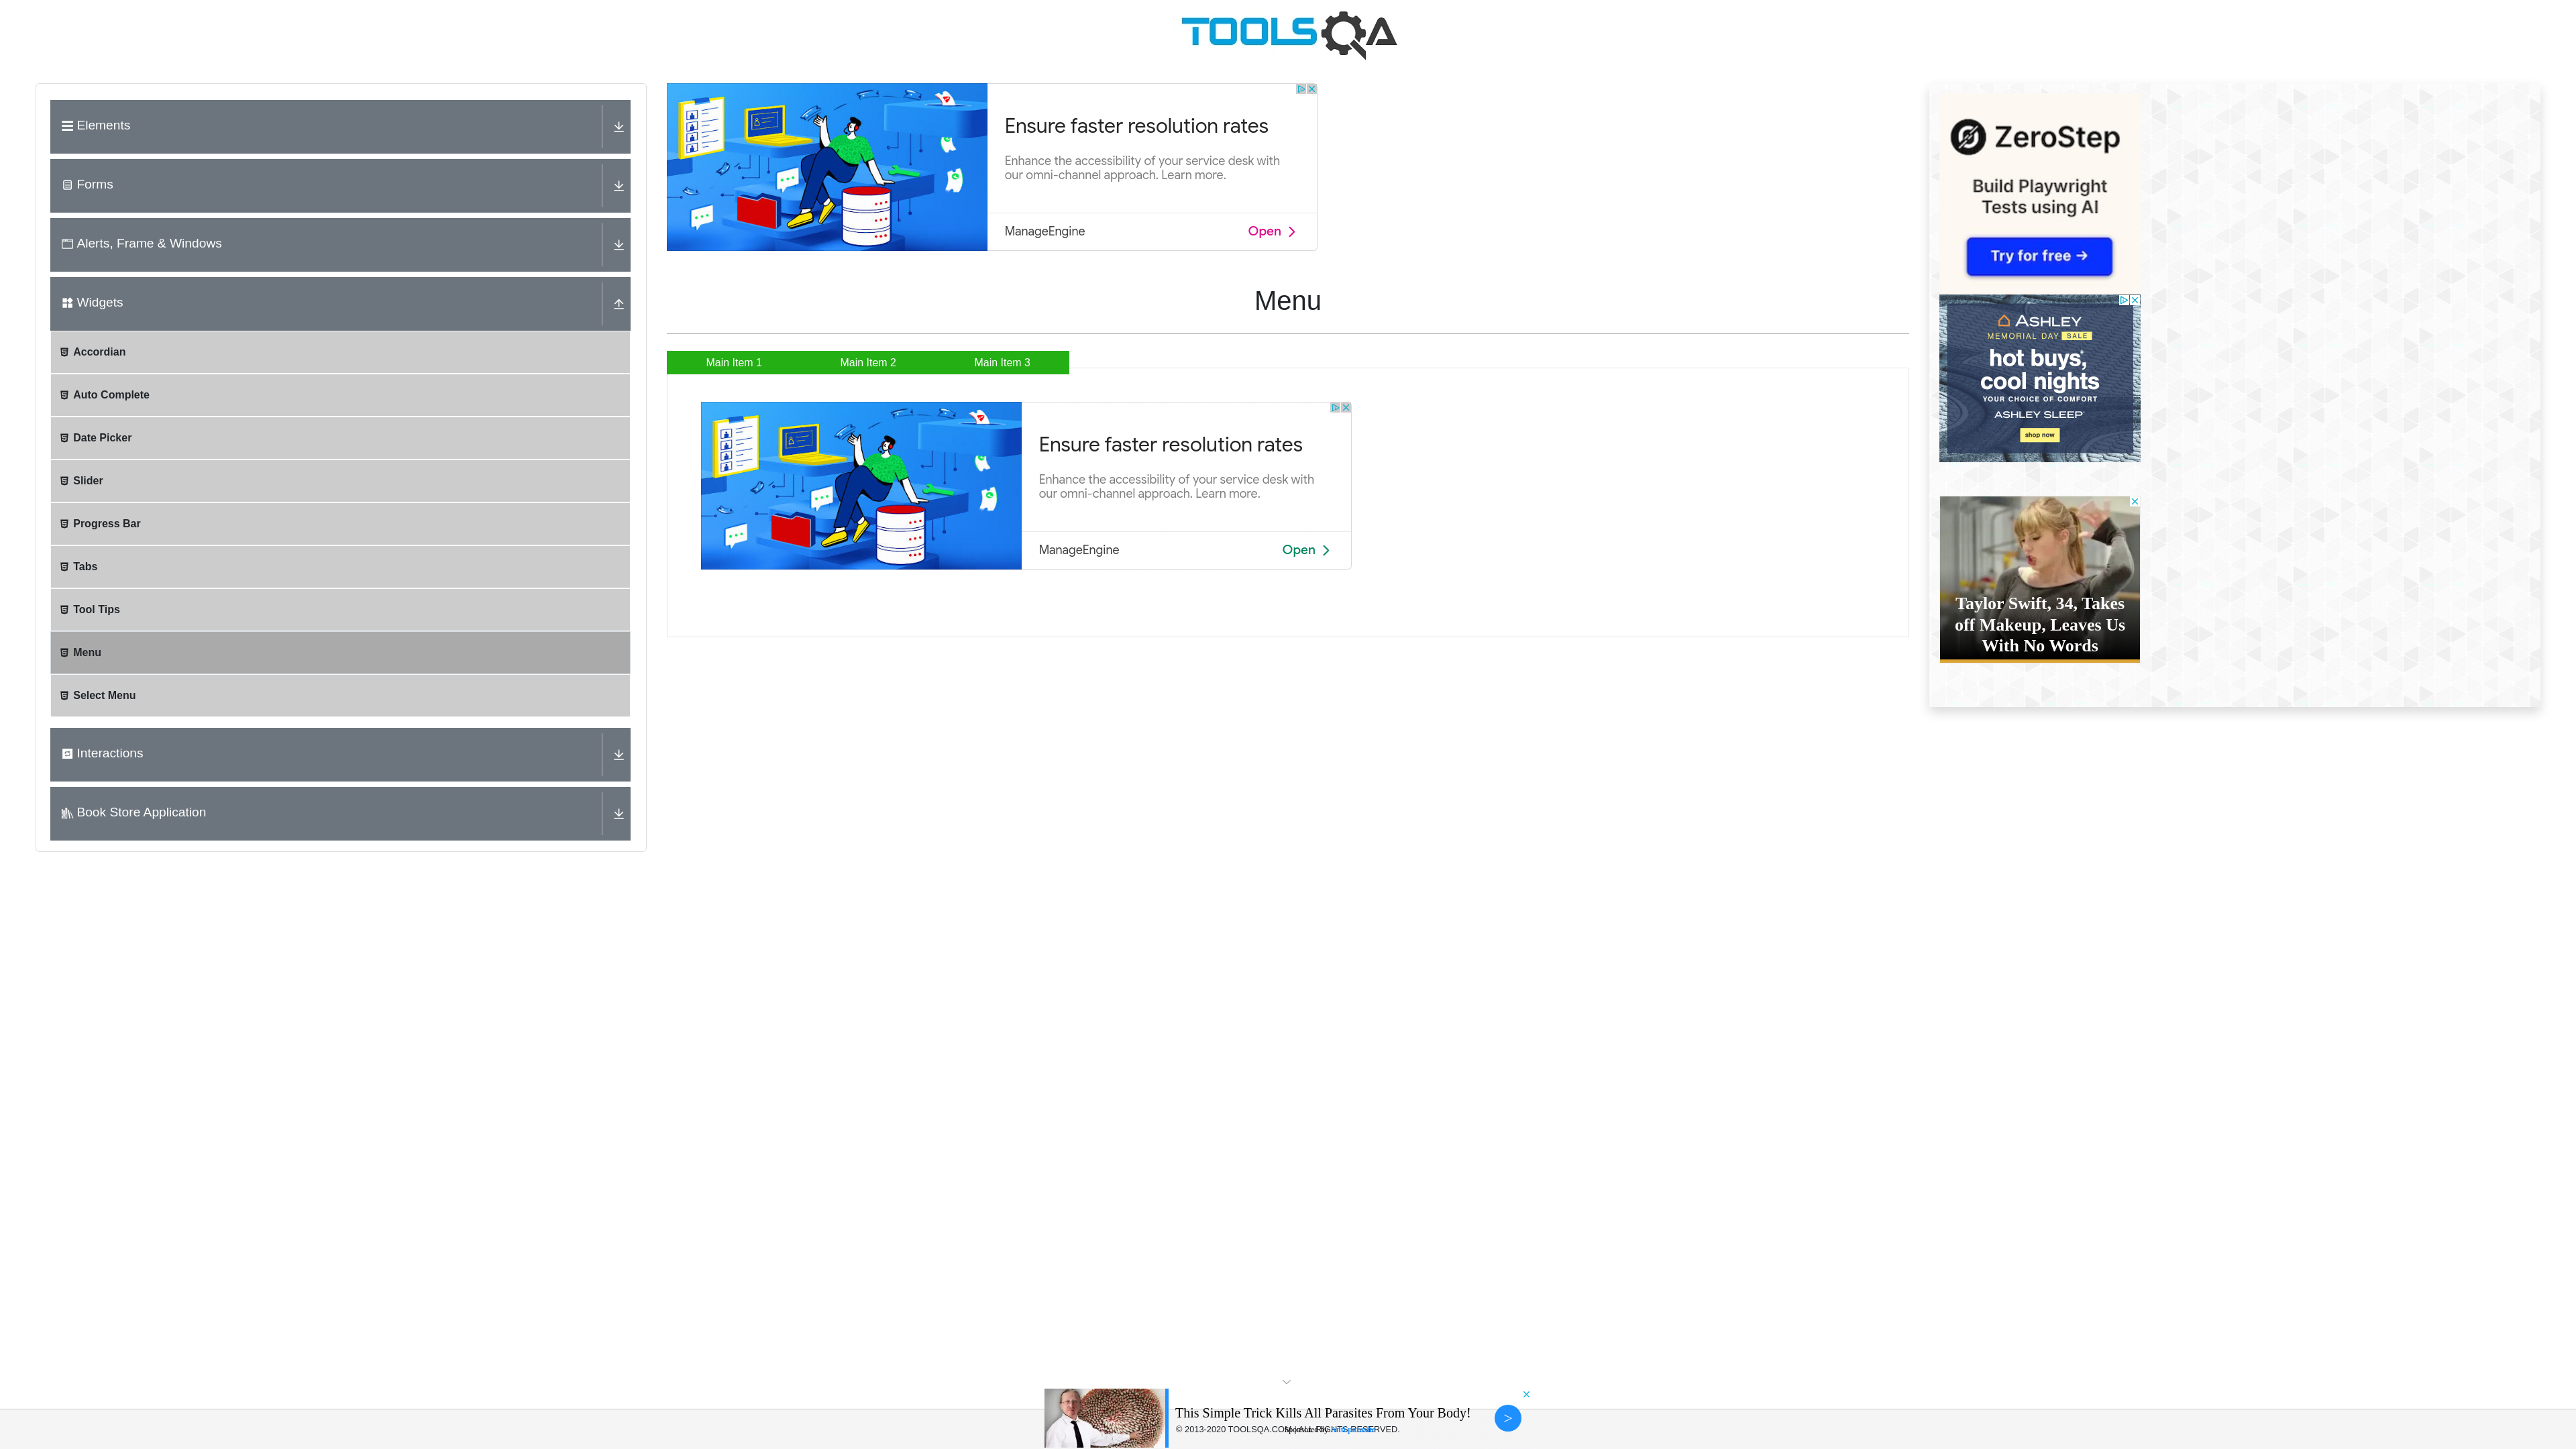 TOOLSQA
Elements
Forms
Alerts, Frame & Windows
Widgets
Accordian
Auto Complete
Date Picker
Slider
Progress Bar
Tabs
Tool Tips
Menu
Select Menu
Interactions
Book Store Application
Ensure faster resolution rates
Enhance the accessibility of your service desk with
our omni-channel approach. Learn more.
ManageEngine
Open
Menu
Main Item 1
Main Item 2
Main Item 3
Ensure faster resolution rates
Enhance the accessibility of your service desk with
our omni-channel approach. Learn more.
ManageEngine
Open
ZeroStep
Build Playwright
Tests using AI
Try for free →
ASHLEY
MEMORIAL DAY SALE
hot buys,
cool nights
YOUR CHOICE OF COMFORT
ASHLEY SLEEP
shop now
Taylor Swift, 34, Takes
off Makeup, Leaves Us
With No Words
This Simple Trick Kills All Parasites From Your Body!
© 2013-2020 TOOLSQA.COM | ALL RIGHTS RESERVED.